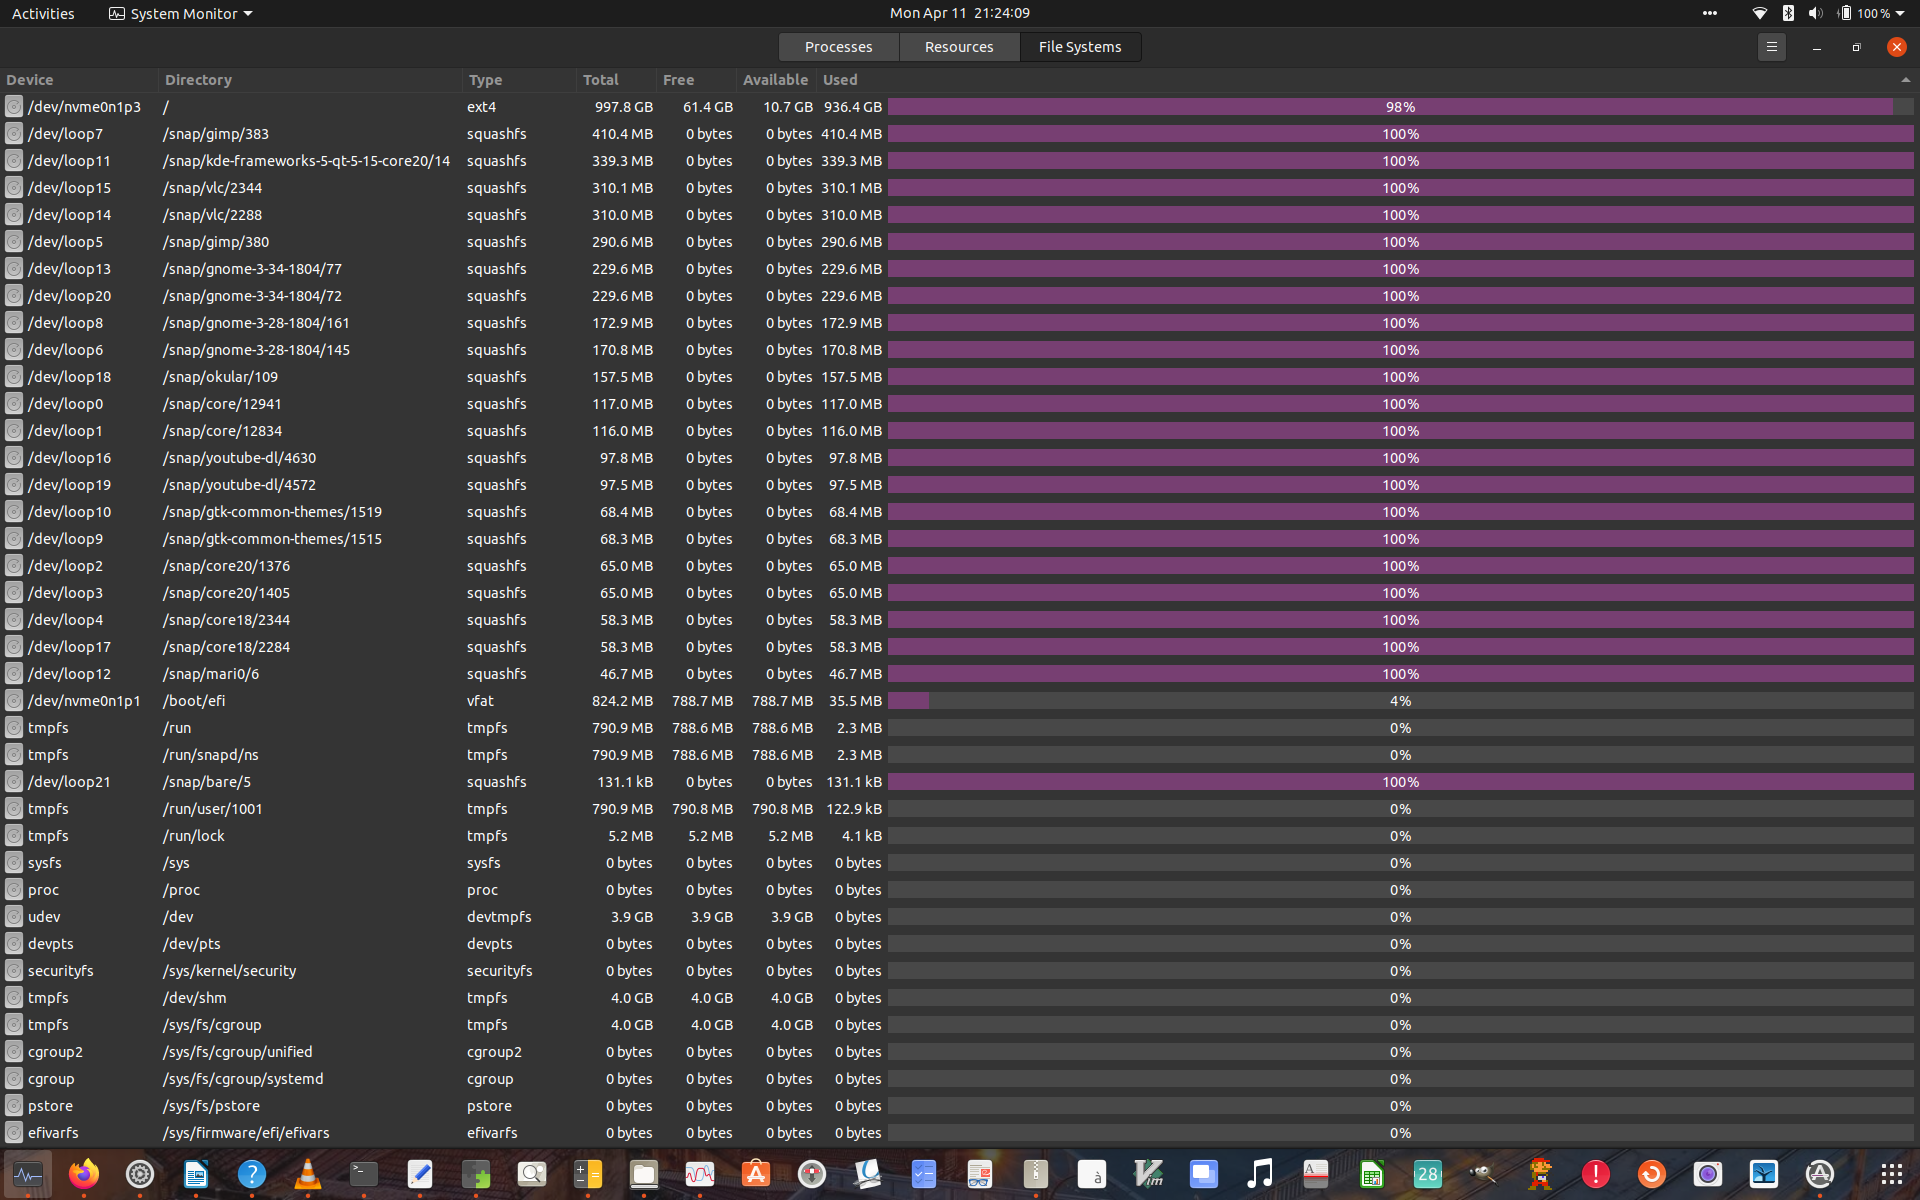 Activities System Monitor Mon Apr 11 21:24:09 100 %
Processes Resources File Systems
Device Directory Type Total Free Available Used
/dev/nvme0n1p3 / ext4 997.8 GB 61.4 GB 10.7 GB 936.4 GB 98%
/dev/loop7 /snap/gimp/383 squashfs 410.4 MB 0 bytes 0 bytes 410.4 MB 100%
/dev/loop11 /snap/kde-frameworks-5-qt-5-15-core20/14 squashfs 339.3 MB 0 bytes 0 bytes 339.3 MB 100%
/dev/loop15 /snap/vlc/2344 squashfs 310.1 MB 0 bytes 0 bytes 310.1 MB 100%
/dev/loop14 /snap/vlc/2288 squashfs 310.0 MB 0 bytes 0 bytes 310.0 MB 100%
/dev/loop5 /snap/gimp/380 squashfs 290.6 MB 0 bytes 0 bytes 290.6 MB 100%
/dev/loop13 /snap/gnome-3-34-1804/77 squashfs 229.6 MB 0 bytes 0 bytes 229.6 MB 100%
/dev/loop20 /snap/gnome-3-34-1804/72 squashfs 229.6 MB 0 bytes 0 bytes 229.6 MB 100%
/dev/loop8 /snap/gnome-3-28-1804/161 squashfs 172.9 MB 0 bytes 0 bytes 172.9 MB 100%
/dev/loop6 /snap/gnome-3-28-1804/145 squashfs 170.8 MB 0 bytes 0 bytes 170.8 MB 100%
/dev/loop18 /snap/okular/109 squashfs 157.5 MB 0 bytes 0 bytes 157.5 MB 100%
/dev/loop0 /snap/core/12941 squashfs 117.0 MB 0 bytes 0 bytes 117.0 MB 100%
/dev/loop1 /snap/core/12834 squashfs 116.0 MB 0 bytes 0 bytes 116.0 MB 100%
/dev/loop16 /snap/youtube-dl/4630 squashfs 97.8 MB 0 bytes 0 bytes 97.8 MB 100%
/dev/loop19 /snap/youtube-dl/4572 squashfs 97.5 MB 0 bytes 0 bytes 97.5 MB 100%
/dev/loop10 /snap/gtk-common-themes/1519 squashfs 68.4 MB 0 bytes 0 bytes 68.4 MB 100%
/dev/loop9 /snap/gtk-common-themes/1515 squashfs 68.3 MB 0 bytes 0 bytes 68.3 MB 100%
/dev/loop2 /snap/core20/1376 squashfs 65.0 MB 0 bytes 0 bytes 65.0 MB 100%
/dev/loop3 /snap/core20/1405 squashfs 65.0 MB 0 bytes 0 bytes 65.0 MB 100%
/dev/loop4 /snap/core18/2344 squashfs 58.3 MB 0 bytes 0 bytes 58.3 MB 100%
/dev/loop17 /snap/core18/2284 squashfs 58.3 MB 0 bytes 0 bytes 58.3 MB 100%
/dev/loop12 /snap/mari0/6 squashfs 46.7 MB 0 bytes 0 bytes 46.7 MB 100%
/dev/nvme0n1p1 /boot/efi vfat 824.2 MB 788.7 MB 788.7 MB 35.5 MB 4%
tmpfs /run tmpfs 790.9 MB 788.6 MB 788.6 MB 2.3 MB 0%
tmpfs /run/snapd/ns tmpfs 790.9 MB 788.6 MB 788.6 MB 2.3 MB 0%
/dev/loop21 /snap/bare/5 squashfs 131.1 kB 0 bytes 0 bytes 131.1 kB 100%
tmpfs /run/user/1001 tmpfs 790.9 MB 790.8 MB 790.8 MB 122.9 kB 0%
tmpfs /run/lock tmpfs 5.2 MB 5.2 MB 5.2 MB 4.1 kB 0%
sysfs /sys sysfs 0 bytes 0 bytes 0 bytes 0 bytes 0%
proc /proc proc 0 bytes 0 bytes 0 bytes 0 bytes 0%
udev /dev devtmpfs 3.9 GB 3.9 GB 3.9 GB 0 bytes 0%
devpts /dev/pts devpts 0 bytes 0 bytes 0 bytes 0 bytes 0%
securityfs /sys/kernel/security securityfs 0 bytes 0 bytes 0 bytes 0 bytes 0%
tmpfs /dev/shm tmpfs 4.0 GB 4.0 GB 4.0 GB 0 bytes 0%
tmpfs /sys/fs/cgroup tmpfs 4.0 GB 4.0 GB 4.0 GB 0 bytes 0%
cgroup2 /sys/fs/cgroup/unified cgroup2 0 bytes 0 bytes 0 bytes 0 bytes 0%
cgroup /sys/fs/cgroup/systemd cgroup 0 bytes 0 bytes 0 bytes 0 bytes 0%
pstore /sys/fs/pstore pstore 0 bytes 0 bytes 0 bytes 0 bytes 0%
efivarfs /sys/firmware/efi/efivars efivarfs 0 bytes 0 bytes 0 bytes 0 bytes 0%
? à Vim 28 !